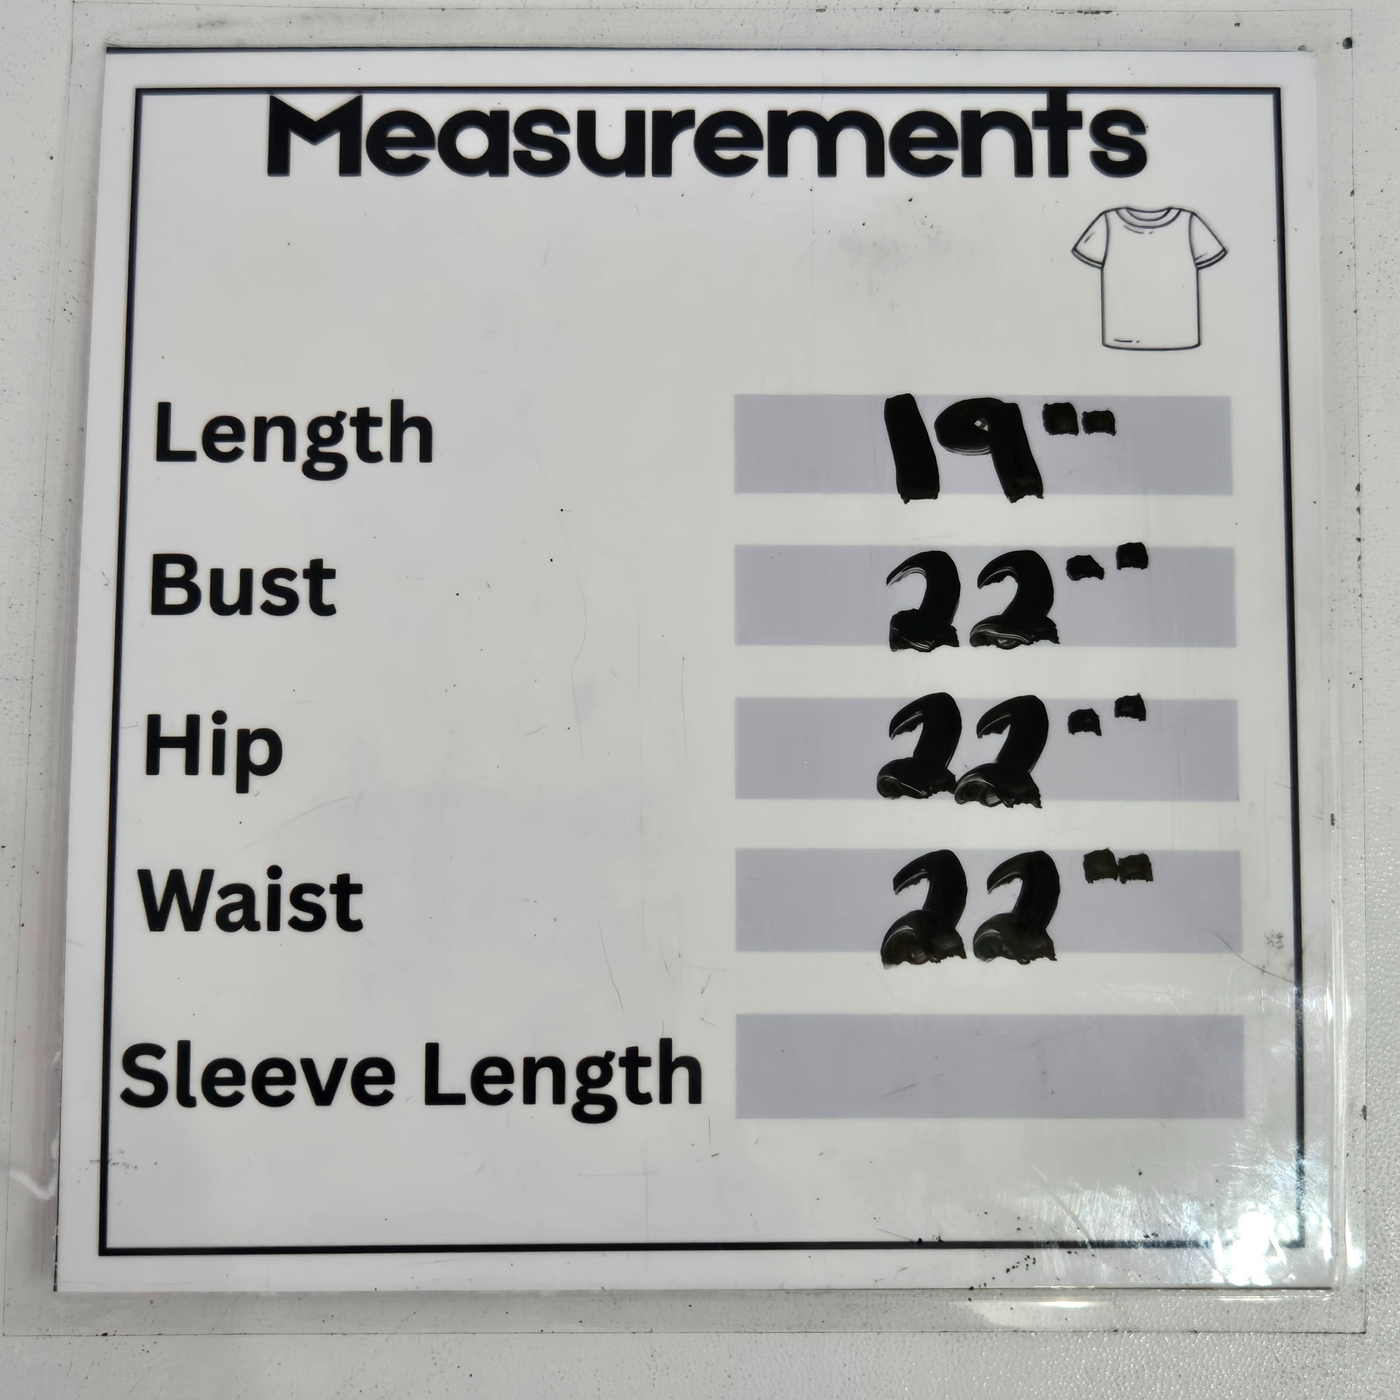 Measurements
Length 19"
Bust 22"
Hip 22"
Waist 22"
Sleeve Length